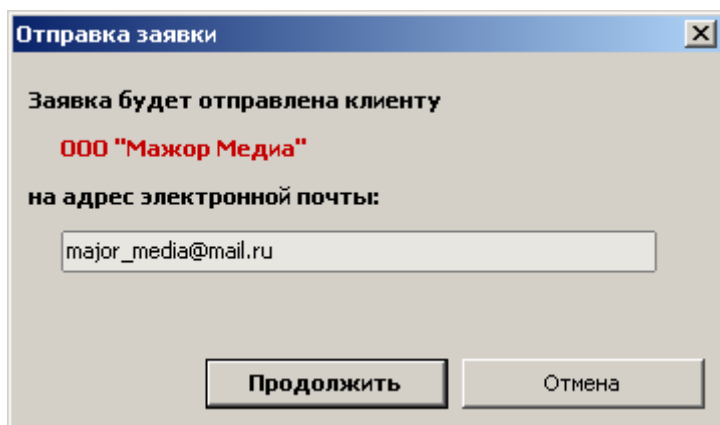 Отправка заявки
Заявка будет отправлена клиенту
ООО "Мажор Медиа"
на адрес электронной почты:
major_media@mail.ru
Продолжить Отмена